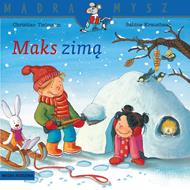 MĄDRA MYSZ
Christian Tielmann
Sabine Kraushaar
Maks zimą